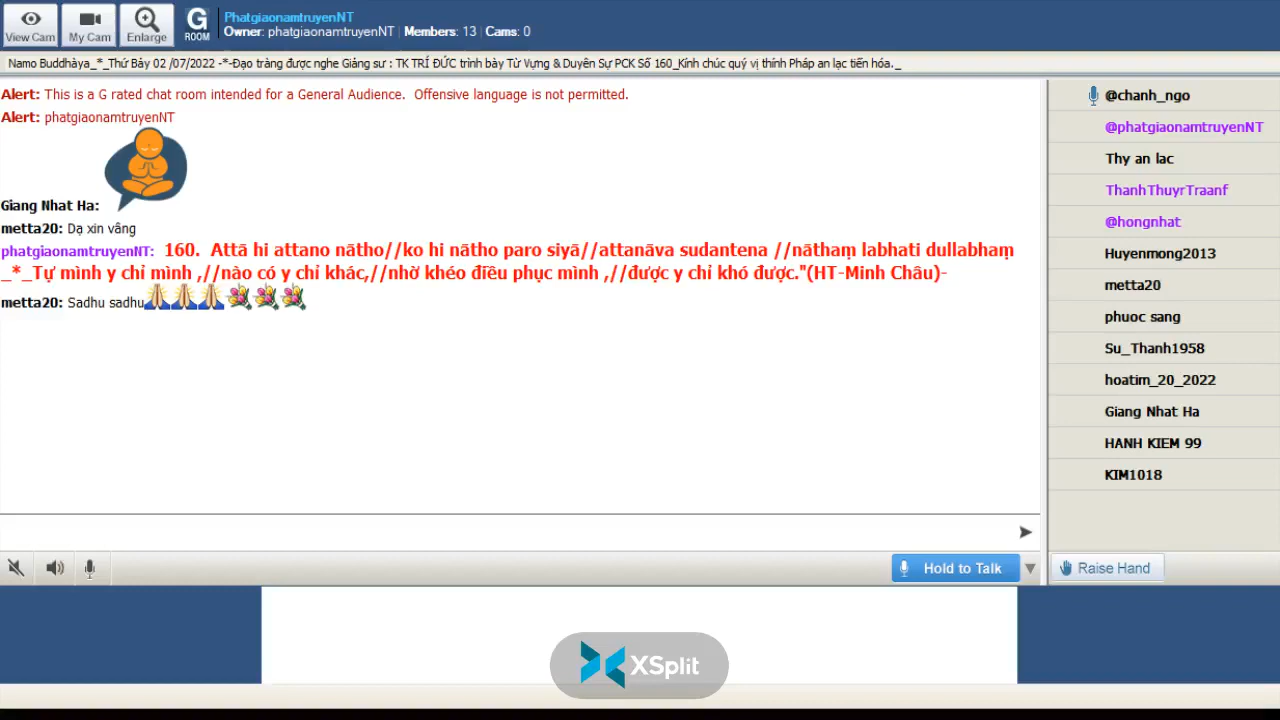 View Cam
My Cam
Enlarge
G
ROOM
PhatgiaonamtruyenNT
Owner: phatgiaonamtruyenNT | Members: 13 | Cams: 0
Namo Buddhàya_*_Thứ Bảy 02 /07/2022 -*-Đạo tràng được nghe Giảng sư : TK TRÍ ĐỨC trình bày Từ Vựng & Duyên Sự PCK Số 160_Kính chúc quý vị thính Pháp an lạc tiến hóa._
Alert: This is a G rated chat room intended for a General Audience. Offensive language is not permitted.
Alert: phatgiaonamtruyenNT
Giang Nhat Ha:
metta20: Dạ xin vâng
phatgiaonamtruyenNT: 160. Attā hi attano nātho//ko hi nātho paro siyā//attanāva sudantena //nāthaṃ labhati dullabhaṃ
_*_Tự mình y chỉ mình ,//nào có y chỉ khác,//nhờ khéo điều phục mình ,//được y chỉ khó được."(HT-Minh Châu)-
metta20: Sadhu sadhu
@chanh_ngo
@phatgiaonamtruyenNT
Thy an lac
ThanhThuyrTraanf
@hongnhat
Huyenmong2013
metta20
phuoc sang
Su_Thanh1958
hoatim_20_2022
Giang Nhat Ha
HANH KIEM 99
KIM1018
Hold to Talk
Raise Hand
XSplit